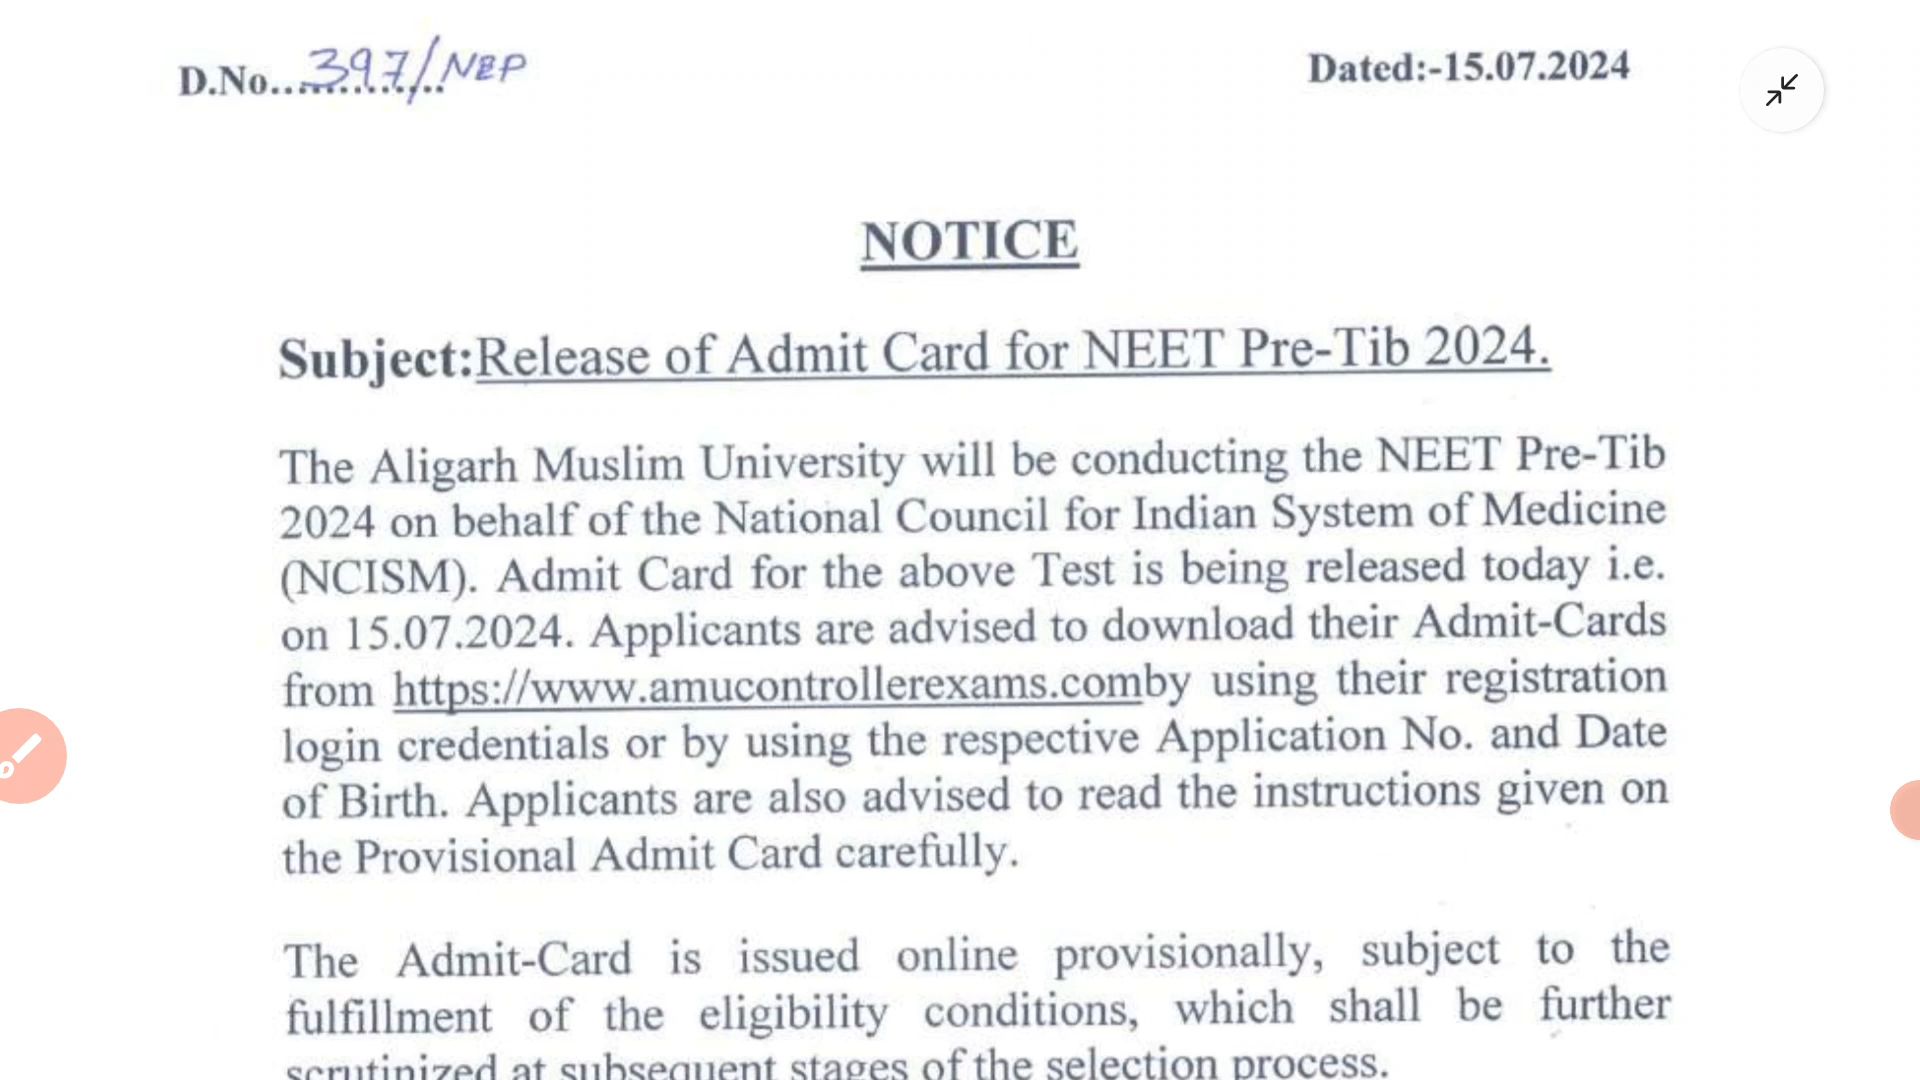 D.No..397/NEP
Dated:-15.07.2024
NOTICE
Subject:Release of Admit Card for NEET Pre-Tib 2024.
The Aligarh Muslim University will be conducting the NEET Pre-Tib
2024 on behalf of the National Council for Indian System of Medicine
(NCISM). Admit Card for the above Test is being released today i.e.
on 15.07.2024. Applicants are advised to download their Admit-Cards
from https://www.amucontrollerexams.comby using their registration
login credentials or by using the respective Application No. and Date
of Birth. Applicants are also advised to read the instructions given on
the Provisional Admit Card carefully.
The Admit-Card is issued online provisionally, subject to the
fulfillment of the eligibility conditions, which shall be further
scrutinized at subsequent stages of the selection process.